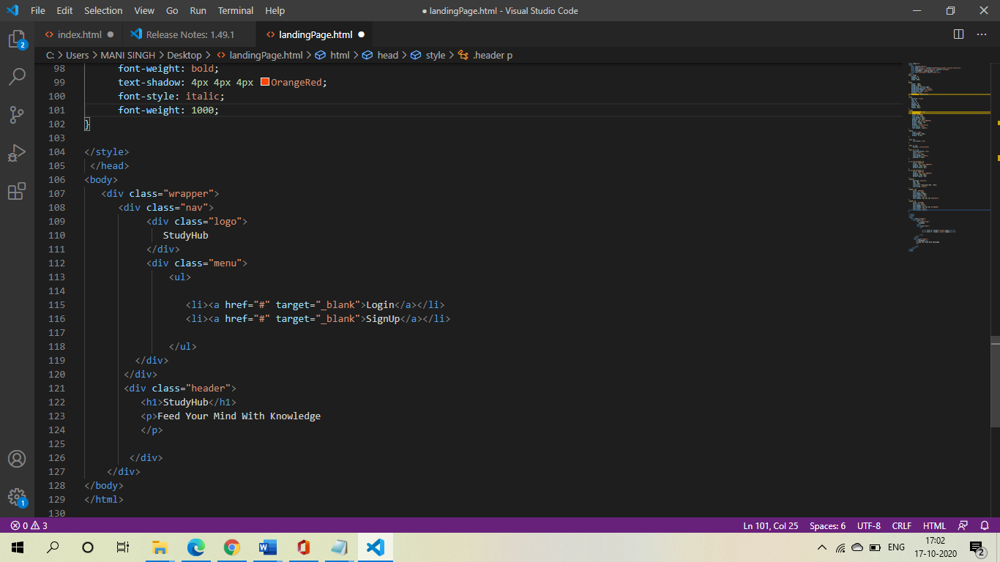 File Edit Selection View Go Run Terminal Help ● landingPage.html - Visual Studio Code
index.html Release Notes: 1.49.1 landingPage.html
C: > Users > MANI SINGH > Desktop > landingPage.html > html > head > style > .header p
98 font-weight: bold;
99 text-shadow: 4px 4px 4px OrangeRed;
100 font-style: italic;
101 font-weight: 1000;
102 }
103
104 </style>
105 </head>
106 <body>
107 <div class="wrapper">
108 <div class="nav">
109 <div class="logo">
110 StudyHub
111 </div>
112 <div class="menu">
113 <ul>
114
115 <li><a href="#" target="_blank">Login</a></li>
116 <li><a href="#" target="_blank">SignUp</a></li>
117
118 </ul>
119 </div>
120 </div>
121 <div class="header">
122 <h1>StudyHub</h1>
123 <p>Feed Your Mind With Knowledge
124 </p>
125
126 </div>
127 </div>
128 </body>
129 </html>
130
2
1
0 3 Ln 101, Col 25 Spaces: 6 UTF-8 CRLF HTML
ENG 17:02
17-10-2020 2